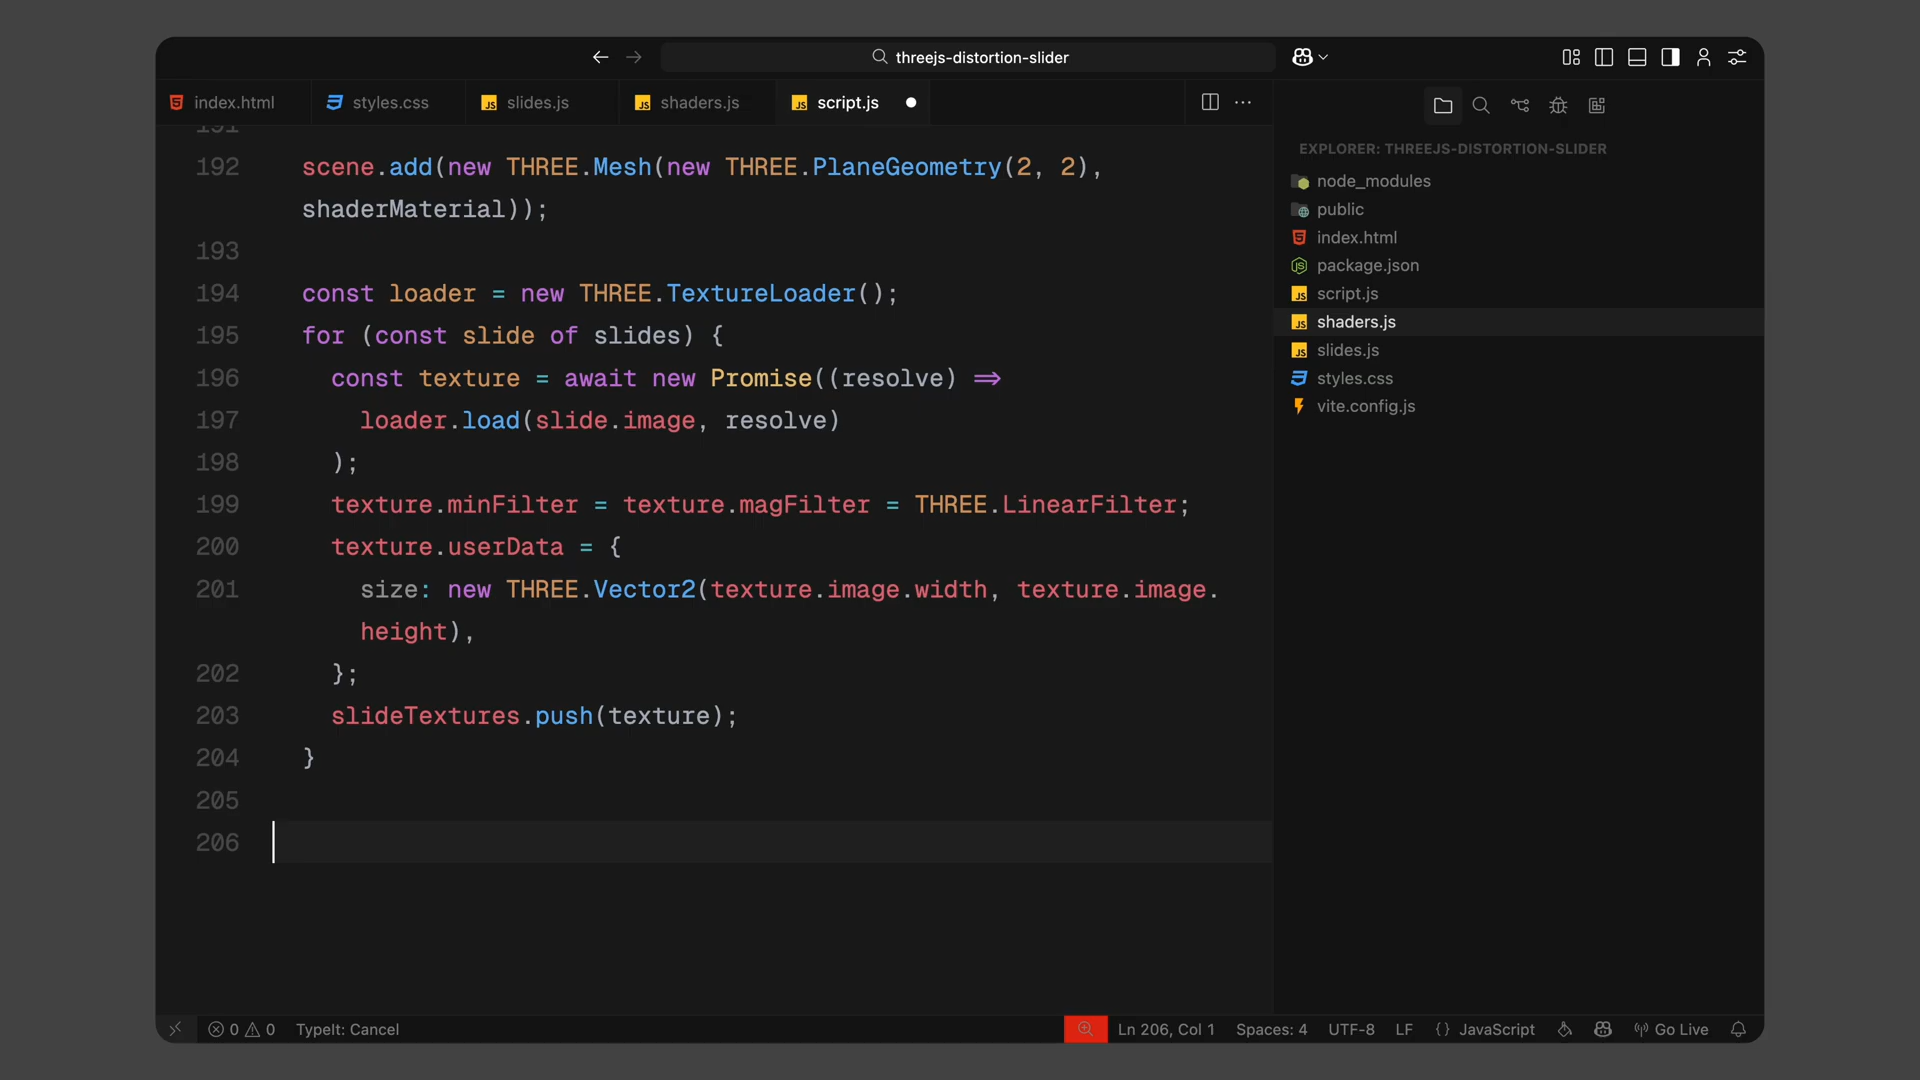 threejs-distortion-slider
index.html
styles.css
slides.js
shaders.js
script.js
191
192 scene.add(new THREE.Mesh(new THREE.PlaneGeometry(2, 2),
shaderMaterial));
193
194 const loader = new THREE.TextureLoader();
195 for (const slide of slides) {
196 const texture = await new Promise((resolve) =>
197 loader.load(slide.image, resolve)
198 );
199 texture.minFilter = texture.magFilter = THREE.LinearFilter;
200 texture.userData = {
201 size: new THREE.Vector2(texture.image.width, texture.image.
height),
202 };
203 slideTextures.push(texture);
204 }
205
206
EXPLORER: THREEJS-DISTORTION-SLIDER
node_modules
public
index.html
package.json
script.js
shaders.js
slides.js
styles.css
vite.config.js
0 0 TypeIt: Cancel
Ln 206, Col 1 Spaces: 4 UTF-8 LF {} JavaScript Go Live